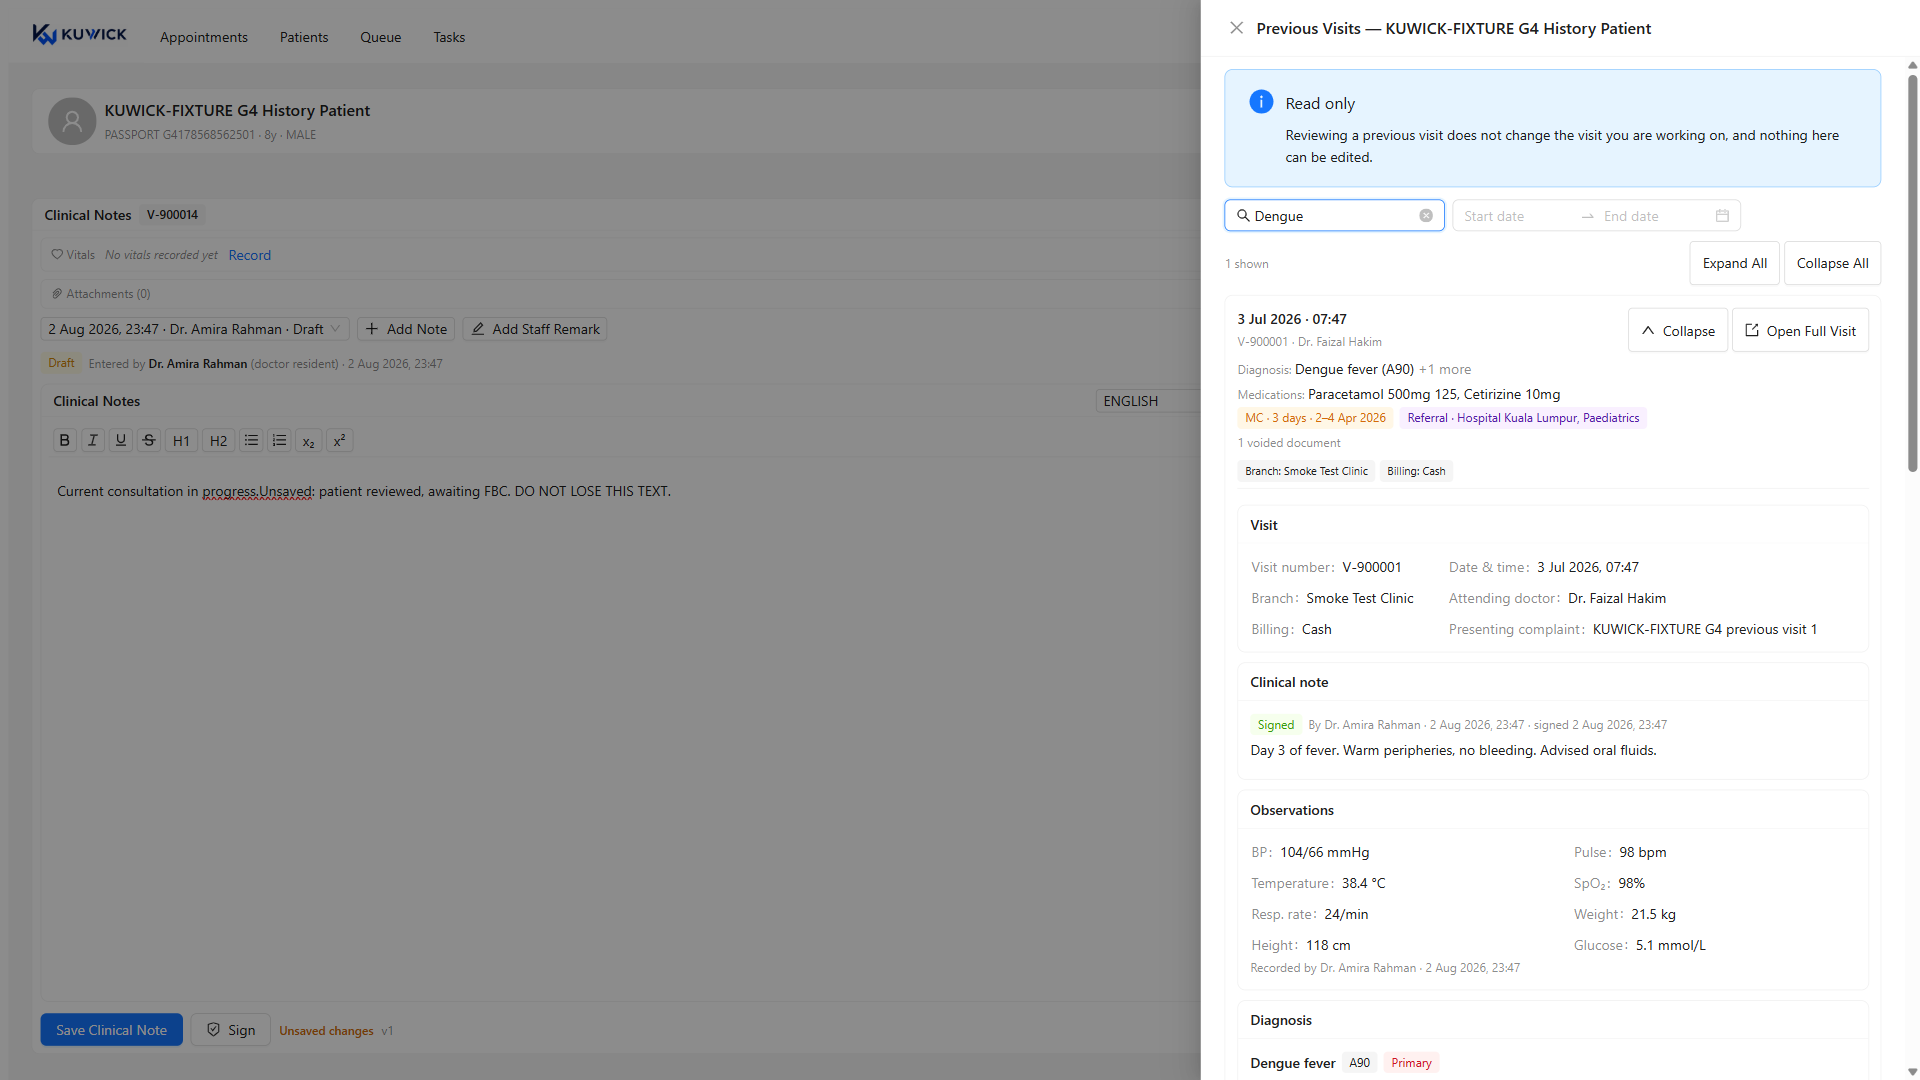 KUWICK
Appointments
Patients
Queue
Tasks
KUWICK-FIXTURE G4 History Patient
PASSPORT G4178568562501 · 8y · MALE
Clinical Notes V-900014
Vitals No vitals recorded yet Record
Attachments (0)
2 Aug 2026, 23:47 · Dr. Amira Rahman · Draft
Add Note
Add Staff Remark
Draft Entered by Dr. Amira Rahman (doctor resident) · 2 Aug 2026, 23:47
Clinical Notes
ENGLISH
B I U S H1 H2 x₂ x²
Current consultation in progress.Unsaved: patient reviewed, awaiting FBC. DO NOT LOSE THIS TEXT.
Save Clinical Note
Sign
Unsaved changes v1
Previous Visits — KUWICK-FIXTURE G4 History Patient
Read only
Reviewing a previous visit does not change the visit you are working on, and nothing here
can be edited.
Dengue
Start date
End date
1 shown
Expand All
Collapse All
3 Jul 2026 · 07:47
V-900001 · Dr. Faizal Hakim
Collapse
Open Full Visit
Diagnosis: Dengue fever (A90) +1 more
Medications: Paracetamol 500mg 125, Cetirizine 10mg
MC · 3 days · 2–4 Apr 2026
Referral · Hospital Kuala Lumpur, Paediatrics
1 voided document
Branch: Smoke Test Clinic
Billing: Cash
Visit
Visit number: V-900001
Date & time: 3 Jul 2026, 07:47
Branch: Smoke Test Clinic
Attending doctor: Dr. Faizal Hakim
Billing: Cash
Presenting complaint: KUWICK-FIXTURE G4 previous visit 1
Clinical note
Signed By Dr. Amira Rahman · 2 Aug 2026, 23:47 · signed 2 Aug 2026, 23:47
Day 3 of fever. Warm peripheries, no bleeding. Advised oral fluids.
Observations
BP: 104/66 mmHg
Pulse: 98 bpm
Temperature: 38.4 °C
SpO₂: 98%
Resp. rate: 24/min
Weight: 21.5 kg
Height: 118 cm
Glucose: 5.1 mmol/L
Recorded by Dr. Amira Rahman · 2 Aug 2026, 23:47
Diagnosis
Dengue fever A90 Primary